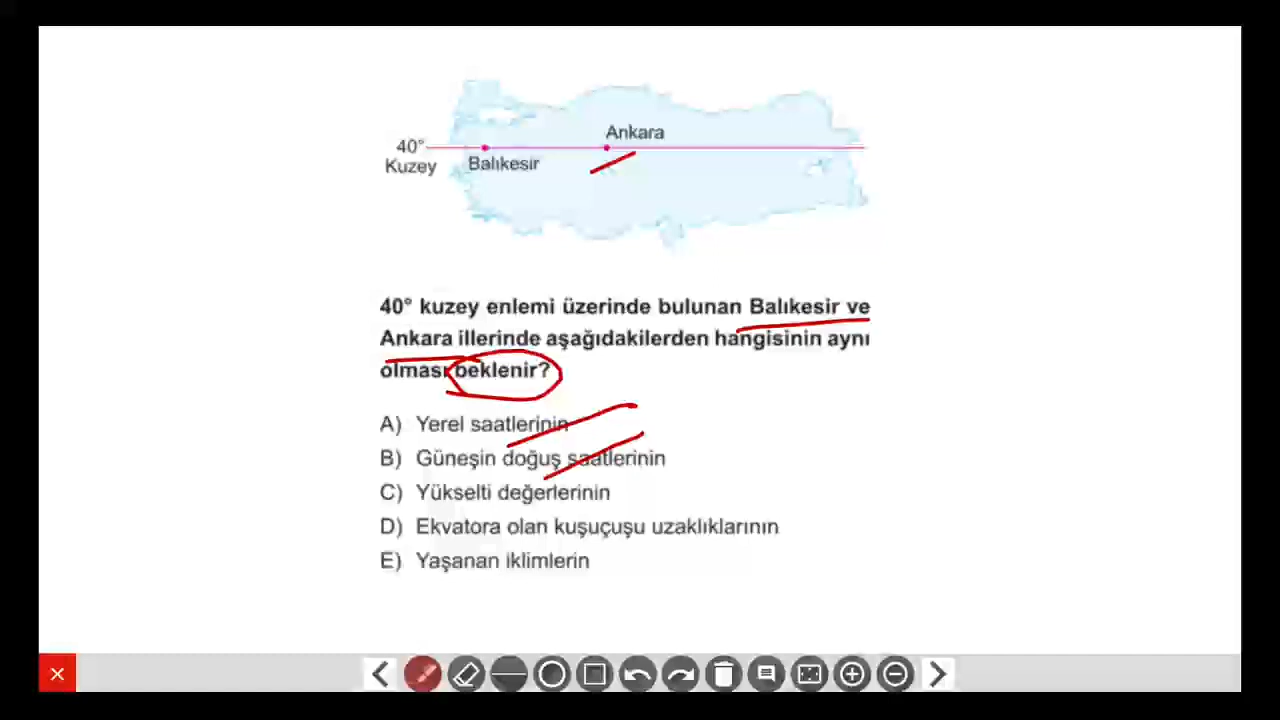 Ankara
40°
Kuzey
Balıkesir
40° kuzey enlemi üzerinde bulunan Balıkesir ve
Ankara illerinde aşağıdakilerden hangisinin aynı
olması beklenir?
A) Yerel saatlerinin
B) Güneşin doğuş saatlerinin
C) Yükselti değerlerinin
D) Ekvatora olan kuşuçuşu uzaklıklarının
E) Yaşanan iklimlerin